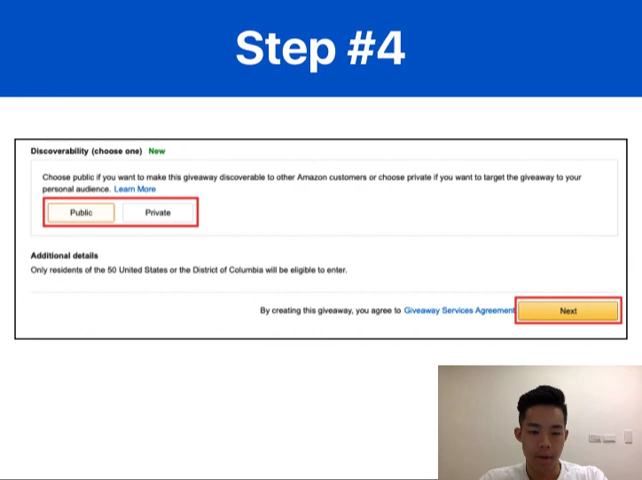 Step #4
Discoverability (choose one) New
Choose public if you want to make this giveaway discoverable to other Amazon customers or choose private if you want to target the giveaway to your
personal audience. Learn More
Public Private
Additional details
Only residents of the 50 United States or the District of Columbia will be eligible to enter.
By creating this giveaway, you agree to Giveaway Services Agreement Next